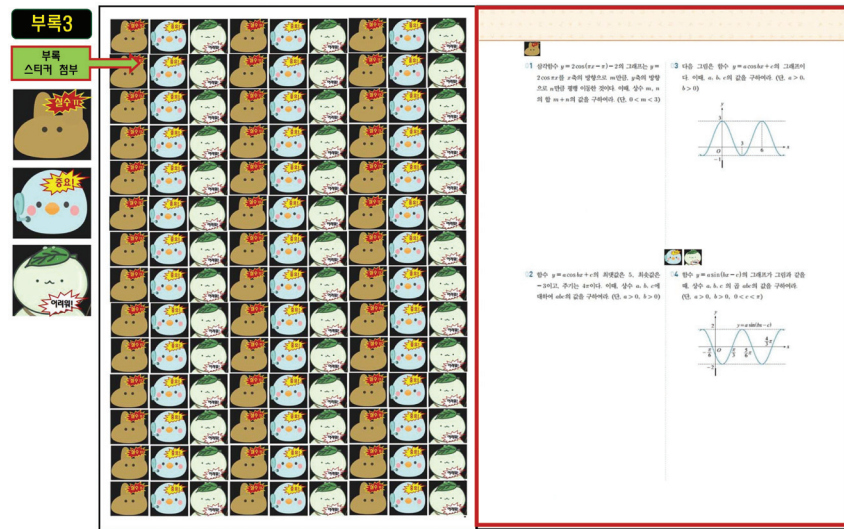 부록3
부록
스티커 첨부
실수!!
중요!
어려워!
01 삼각함수 y=2cos(πx-π)-2의 그래프는 y=
2cos πx를 x축의 방향으로 m만큼, y축의 방향
으로 n만큼 평행 이동한 것이다. 이때, 상수 m, n
의 합 m+n의 값을 구하여라. (단, 0<m<3)
02 함수 y=a cos bx+c의 최댓값은 5, 최솟값은
-3이고, 주기는 4π이다. 이때, 상수 a, b, c에
대하여 abc의 값을 구하여라. (단, a>0, b>0)
03 다음 그림은 함수 y=a cos bx+c의 그래프이
다. 이때, a, b, c의 값을 구하여라. (단, a>0,
b>0)
y
3
O
3
6
x
-1
04 함수 y=a sin(bx-c)의 그래프가 그림과 같을
때, 상수 a, b, c 의 곱 abc의 값을 구하여라.
(단, a>0, b>0, 0<c<π)
y
2
y=a sin(bx-c)
O
x
-2